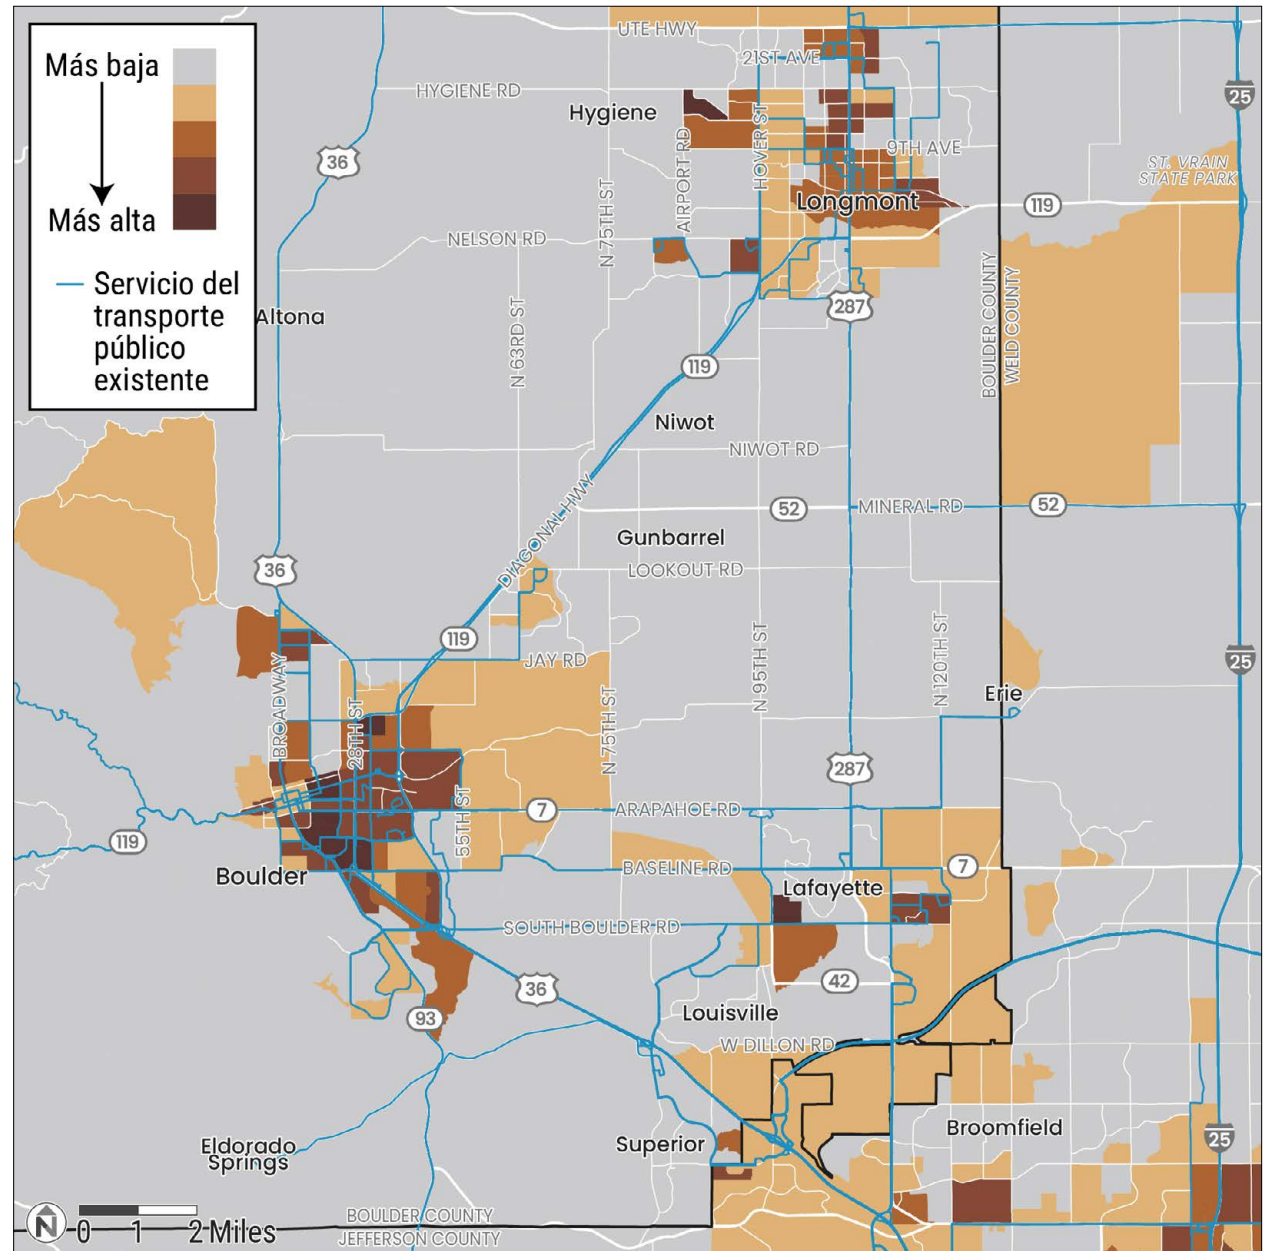 Más baja
Más alta
Servicio del
transporte
público
existente
UTE HWY
21ST AVE
HYGIENE RD
Hygiene
25
36
HOVER ST
9TH AVE
AIRPORT RD
ST. VRAIN
STATE PARK
N 75TH ST
Longmont
119
NELSON RD
Altona
N 63RD ST
287
BOULDER COUNTY
WELD COUNTY
119
Niwot
NIWOT RD
DIAGONAL HWY
52
MINERAL RD
52
Gunbarrel
36
LOOKOUT RD
119
JAY RD
N 95TH ST
N 120TH ST
25
BROADWAY
28TH ST
N 75TH ST
Erie
287
55TH ST
7
ARAPAHOE RD
119
Boulder
BASELINE RD
7
Lafayette
SOUTH BOULDER RD
36
42
93
Louisville
W DILLON RD
Eldorado
Springs
Superior
Broomfield
25
N
0 1 2 Miles
BOULDER COUNTY
JEFFERSON COUNTY